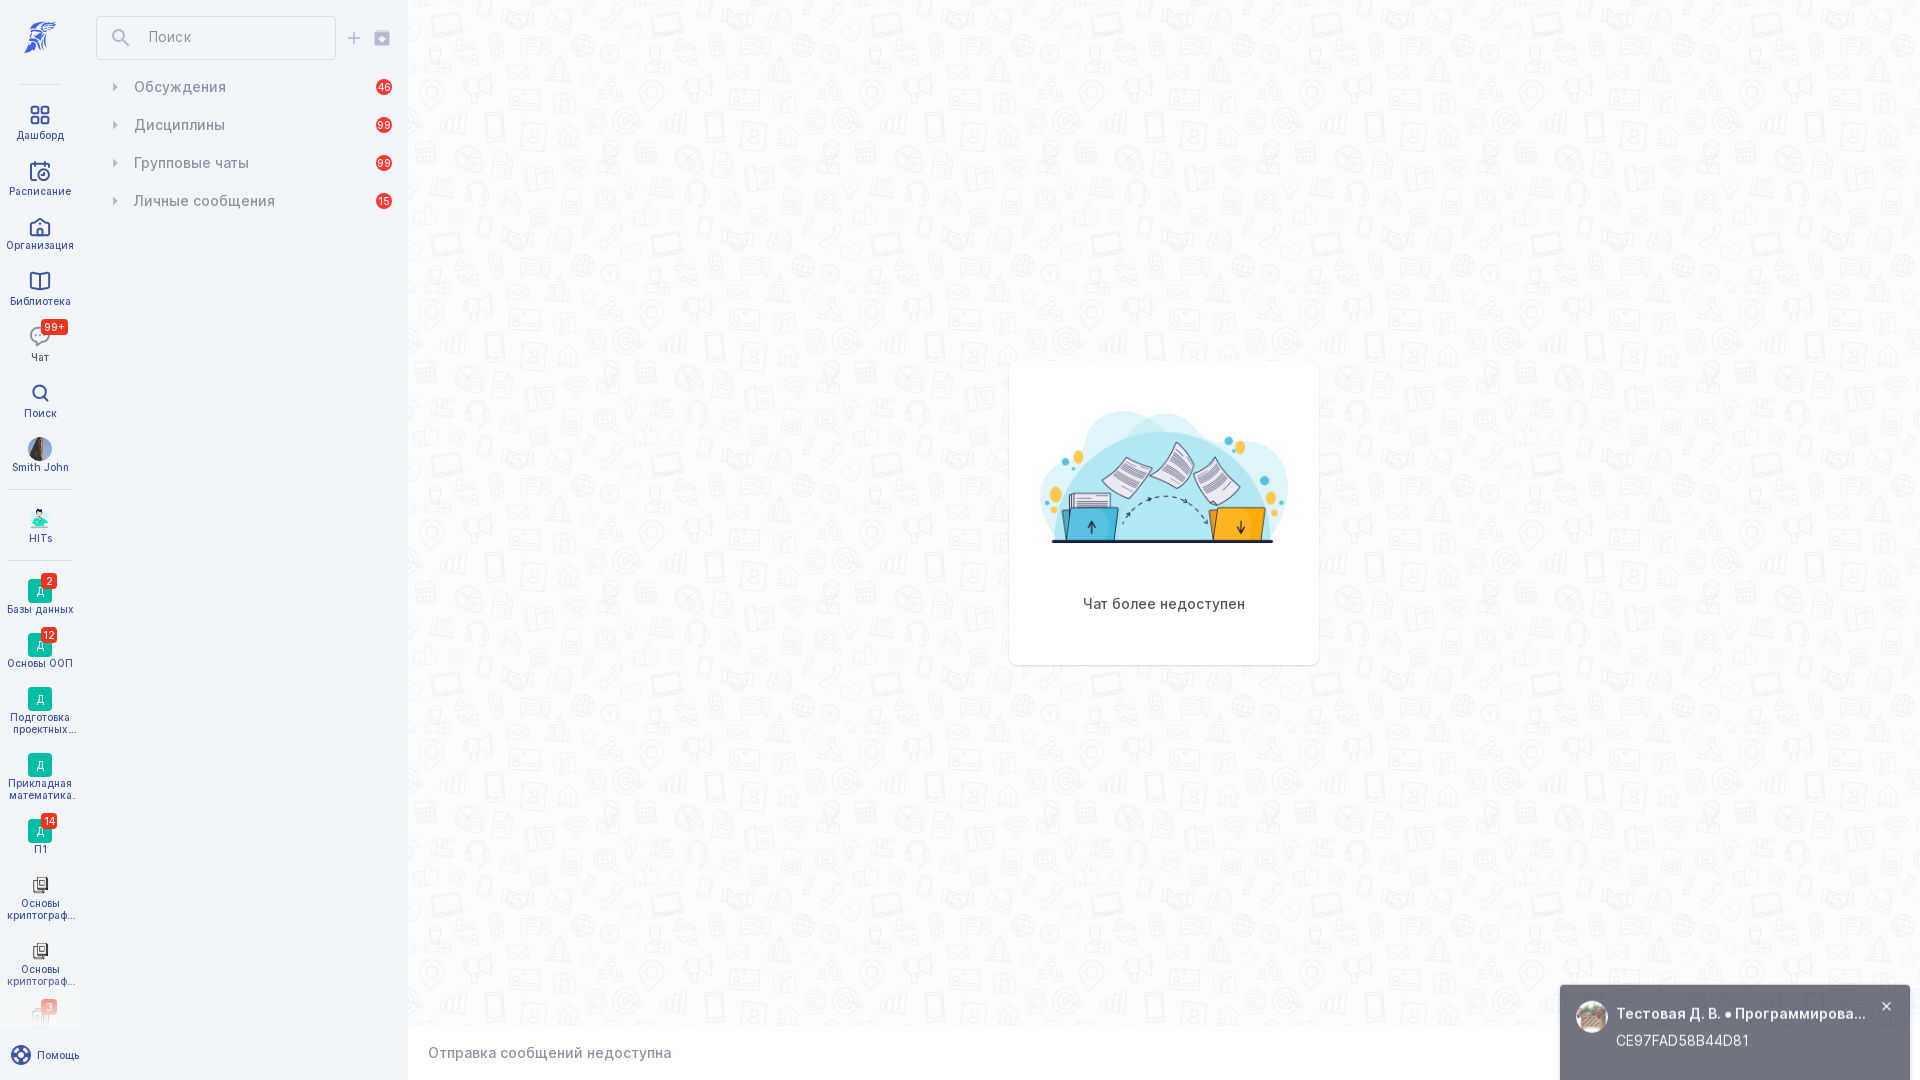 Поиск
Обсуждения 46
Дисциплины 99
Групповые чаты 99
Личные сообщения 15
Дашборд
Расписание
Организация
Библиотека
99+
Чат
Поиск
Smith John
HITs
2
Д
Базы данных
12
Д
Основы ООП
Д
Подготовка
проектных...
Д
Прикладная
математика.
14
Д
П1
Основы
криптограф...
Основы
криптограф...
3
Помощь
Чат более недоступен
Отправка сообщений недоступна
Тестовая Д. В. ● Программирова...
CE97FAD58B44D81